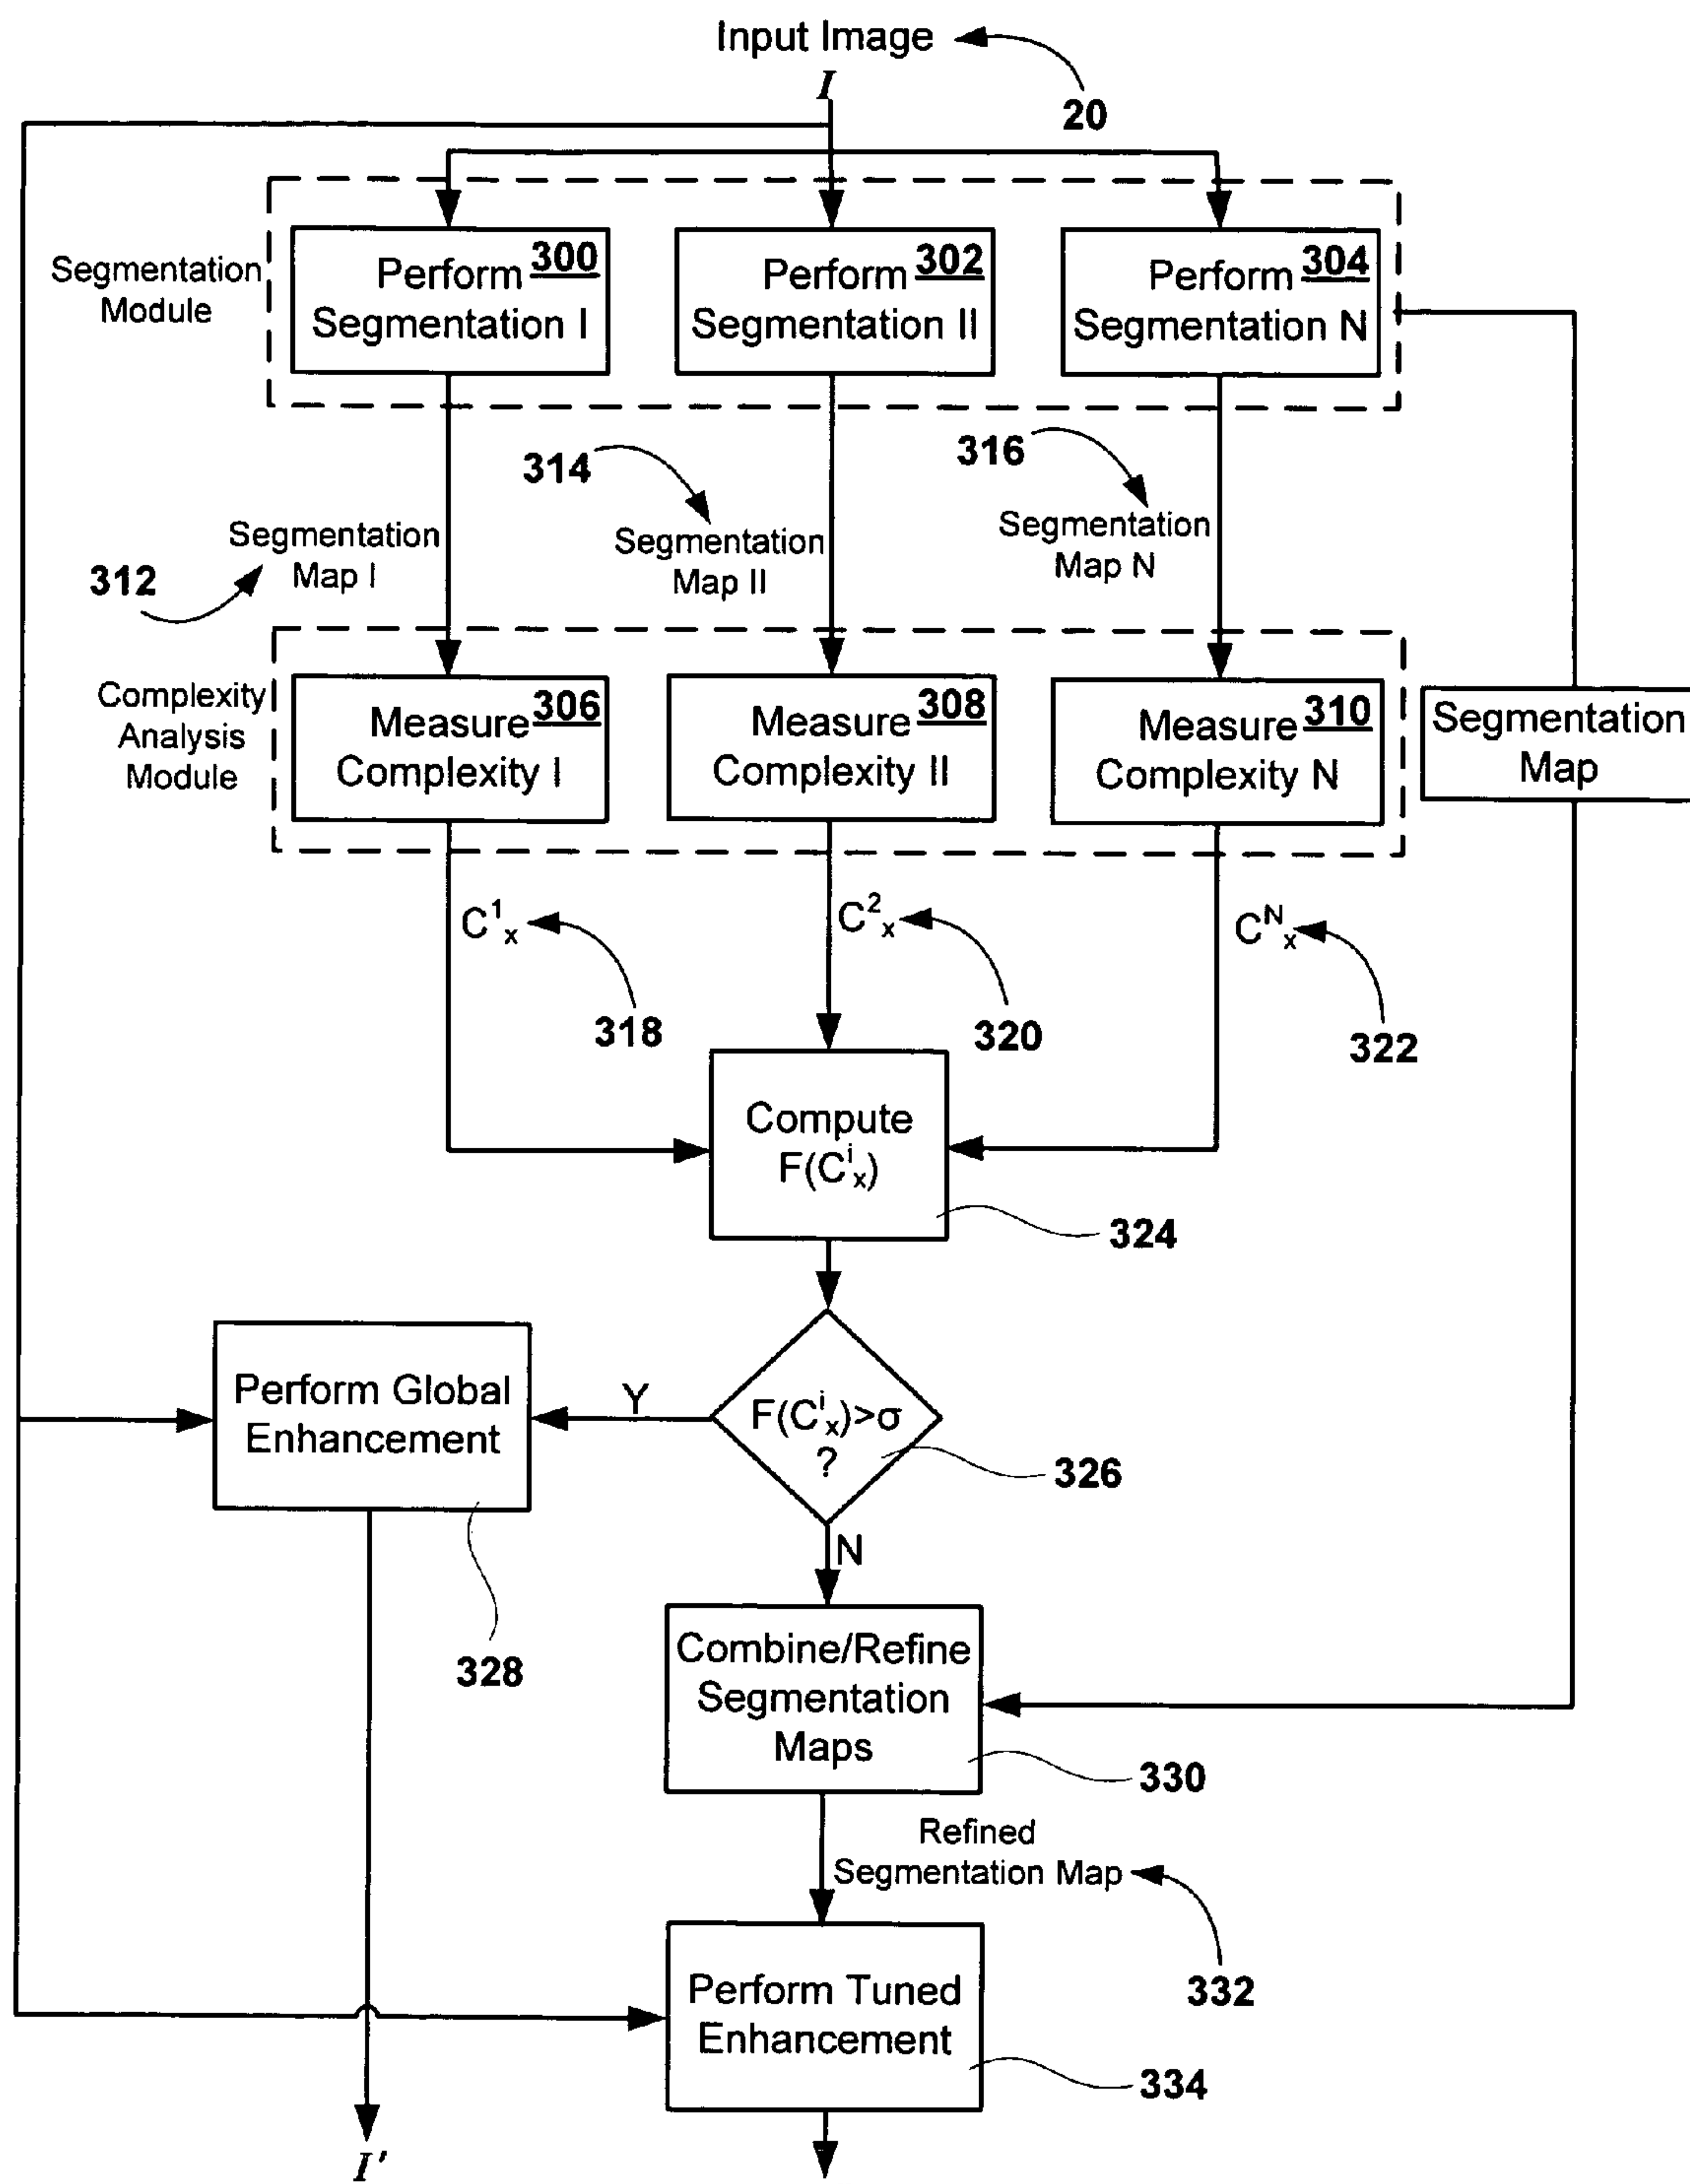 Input Image
I
20
Segmentation
Module
Perform 300
Segmentation I
Perform 302
Segmentation II
Perform 304
Segmentation N
314
316
Segmentation
Map I
312
Segmentation
Map II
Segmentation
Map N
Complexity
Analysis
Module
Measure 306
Complexity I
Measure 308
Complexity II
Measure 310
Complexity N
Segmentation
Map
C¹ₓ
318
C²ₓ
320
Cᴺₓ
322
Compute
F(Cⁱₓ)
324
Perform Global
Enhancement
328
Y
F(Cⁱₓ)>σ
?
326
N
Combine/Refine
Segmentation
Maps
330
Refined
Segmentation Map
332
Perform Tuned
Enhancement
334
I'